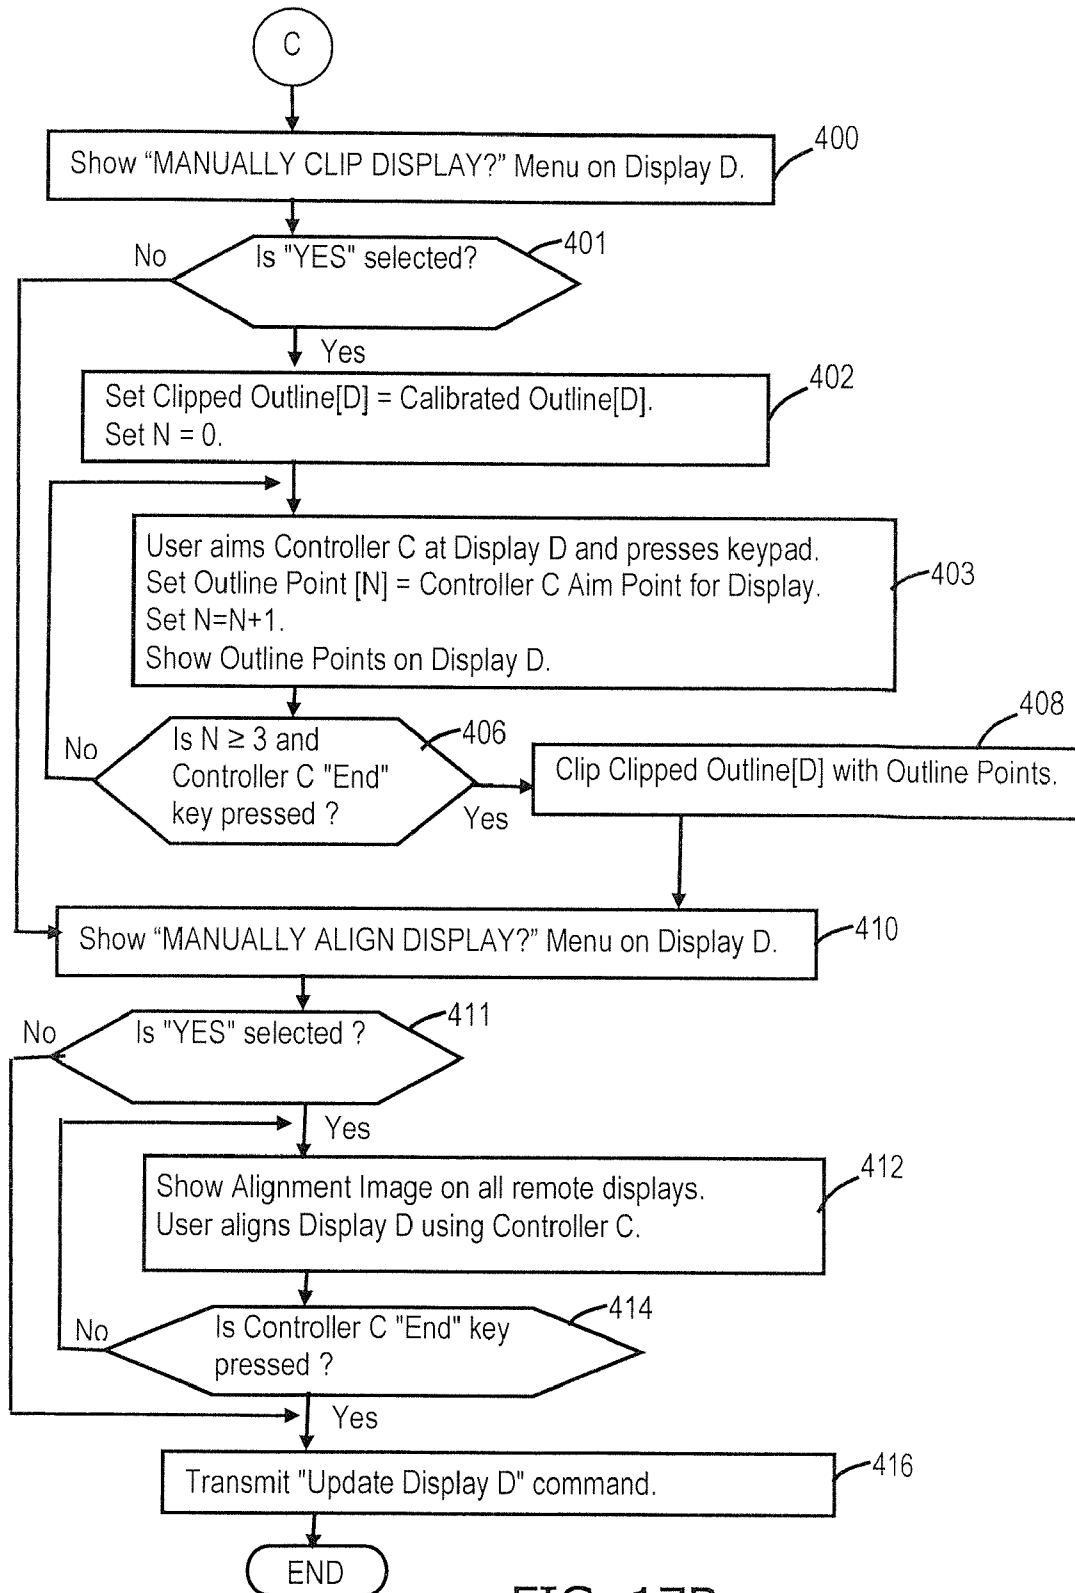 C
Show “MANUALLY CLIP DISPLAY?” Menu on Display D.
400
Is "YES" selected?
401
No
Yes
Set Clipped Outline[D] = Calibrated Outline[D].
Set N = 0.
402
User aims Controller C at Display D and presses keypad.
Set Outline Point [N] = Controller C Aim Point for Display.
Set N=N+1.
Show Outline Points on Display D.
403
Is N ≥ 3 and
Controller C "End"
key pressed ?
406
No
Yes
Clip Clipped Outline[D] with Outline Points.
408
Show “MANUALLY ALIGN DISPLAY?” Menu on Display D.
410
Is "YES" selected ?
411
No
Yes
Show Alignment Image on all remote displays.
User aligns Display D using Controller C.
412
Is Controller C "End" key
pressed ?
414
No
Yes
Transmit "Update Display D" command.
416
END